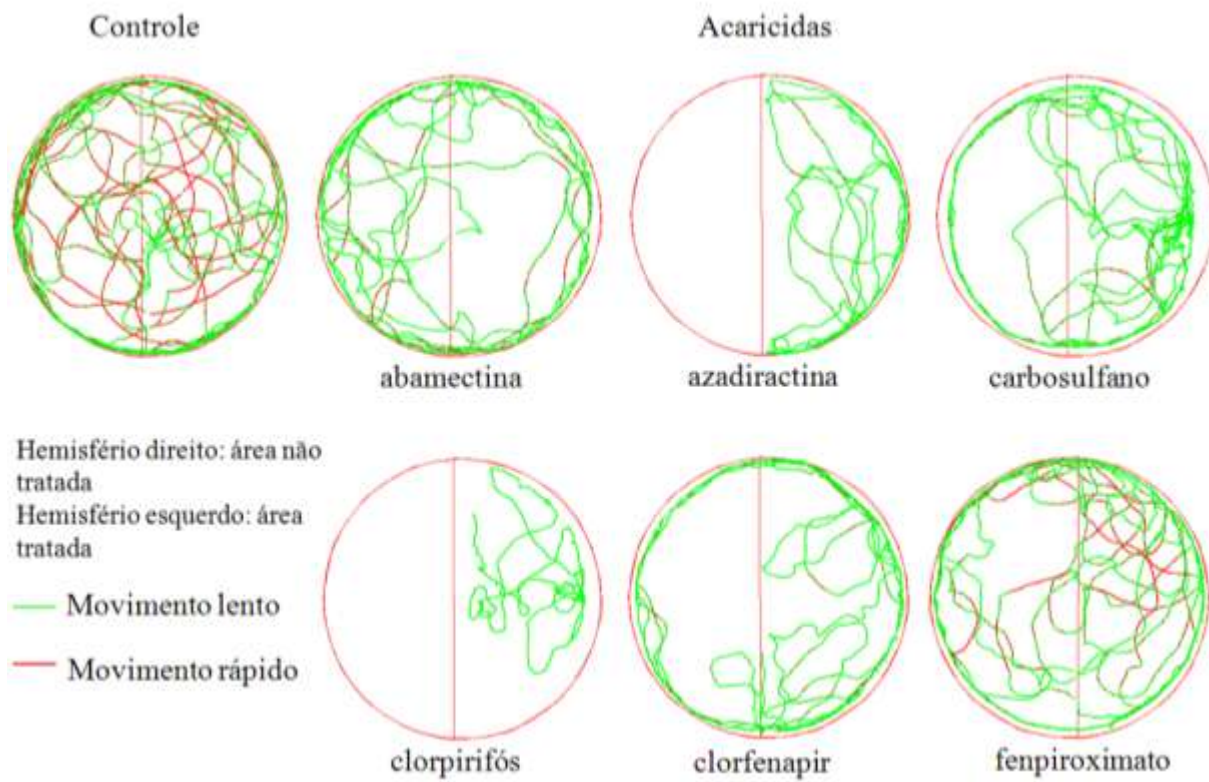 Controle
Acaricidas
abamectina
azadiractina
carbosulfano
Hemisfério direito: área não
tratada
Hemisfério esquerdo: área
tratada
Movimento lento
Movimento rápido
clorpirifós
clorfenapir
fenpiroximato